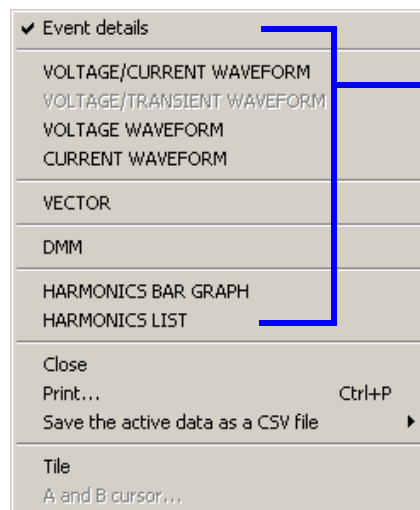 Event details
VOLTAGE/CURRENT WAVEFORM
VOLTAGE/TRANSIENT WAVEFORM
VOLTAGE WAVEFORM
CURRENT WAVEFORM
VECTOR
DMM
HARMONICS BAR GRAPH
HARMONICS LIST
Close
Print... Ctrl+P
Save the active data as a CSV file
Tile
A and B cursor...